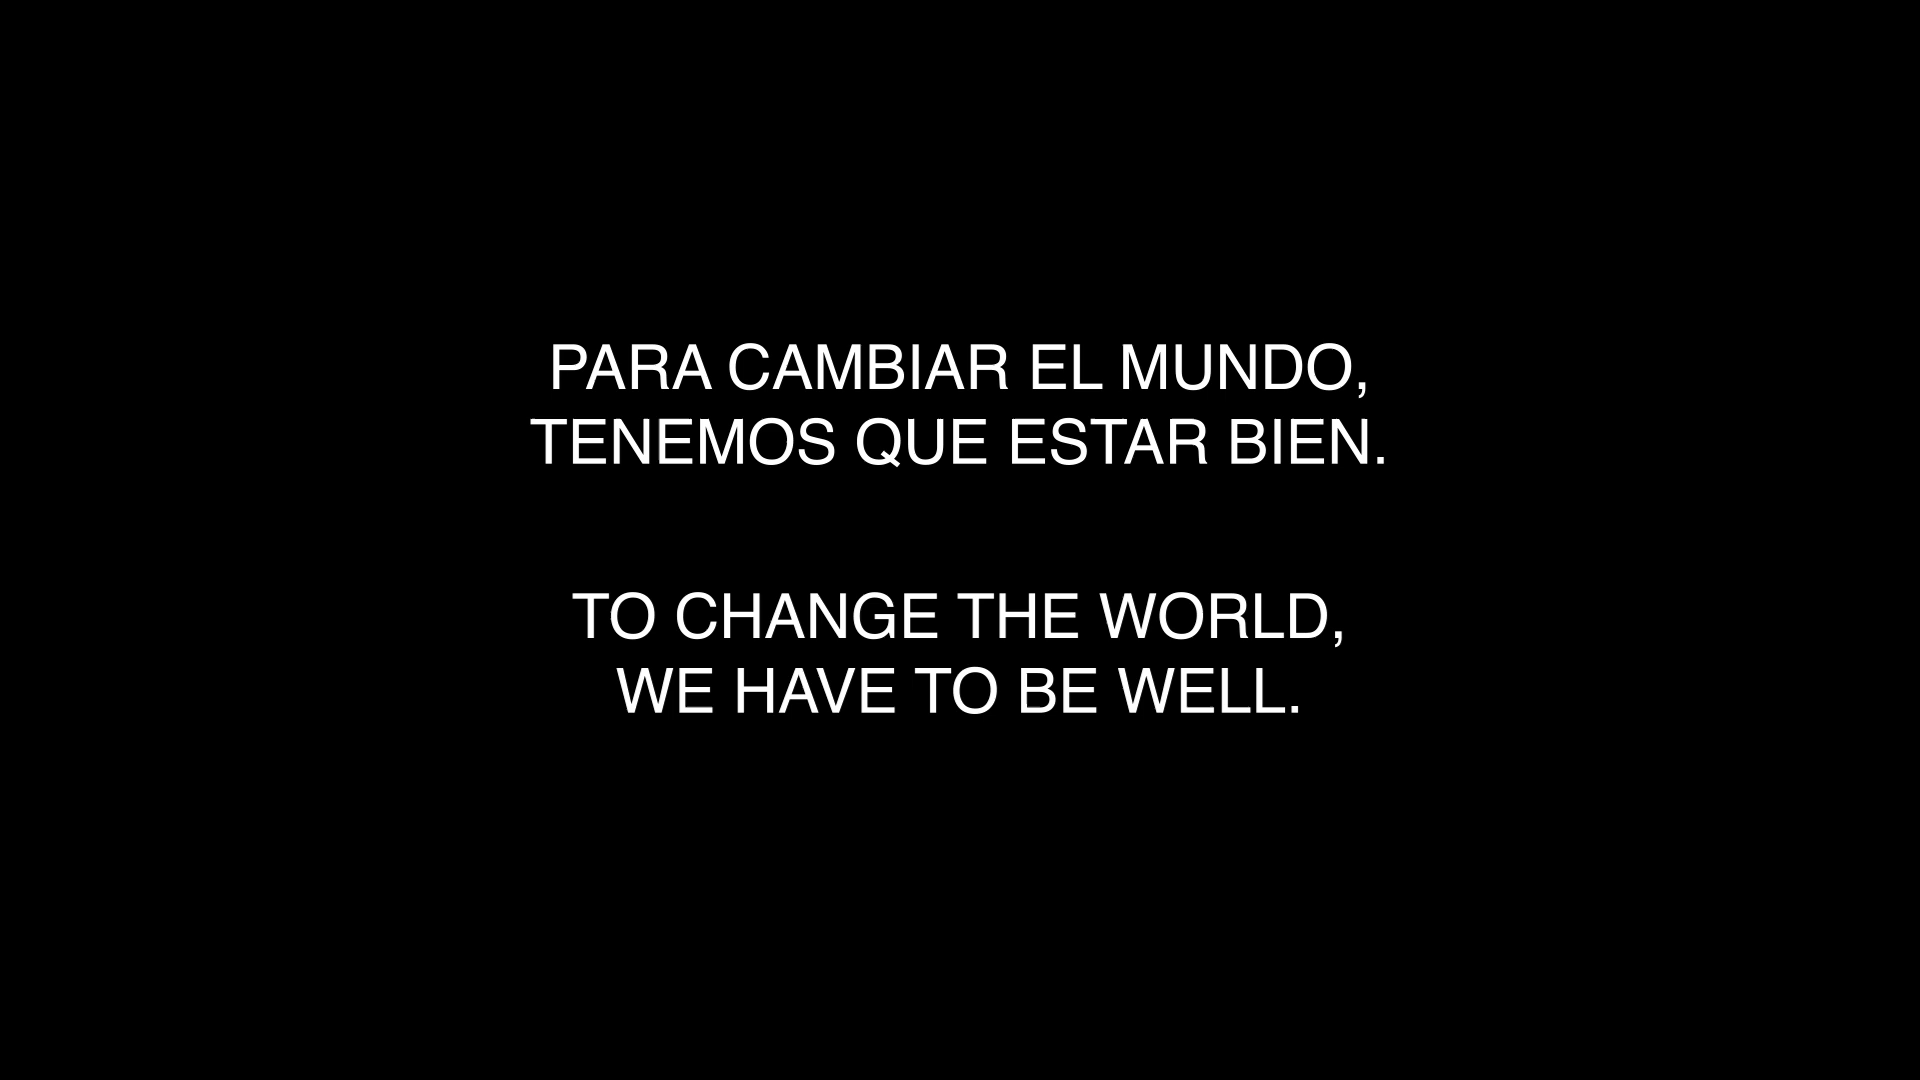 PARA CAMBIAR EL MUNDO,
TENEMOS QUE ESTAR BIEN.
TO CHANGE THE WORLD,
WE HAVE TO BE WELL.